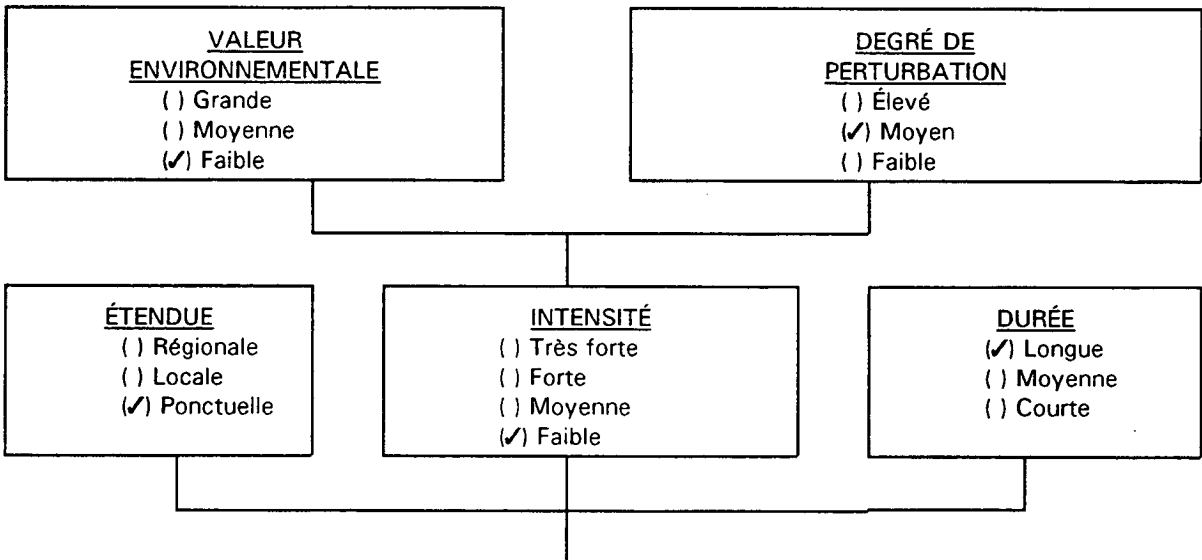 VALEUR
ENVIRONNEMENTALE
( ) Grande
( ) Moyenne
(✓) Faible
DEGRÉ DE
PERTURBATION
( ) Élevé
(✓) Moyen
( ) Faible
ÉTENDUE
( ) Régionale
( ) Locale
(✓) Ponctuelle
INTENSITÉ
( ) Très forte
( ) Forte
( ) Moyenne
(✓) Faible
DURÉE
(✓) Longue
( ) Moyenne
( ) Courte